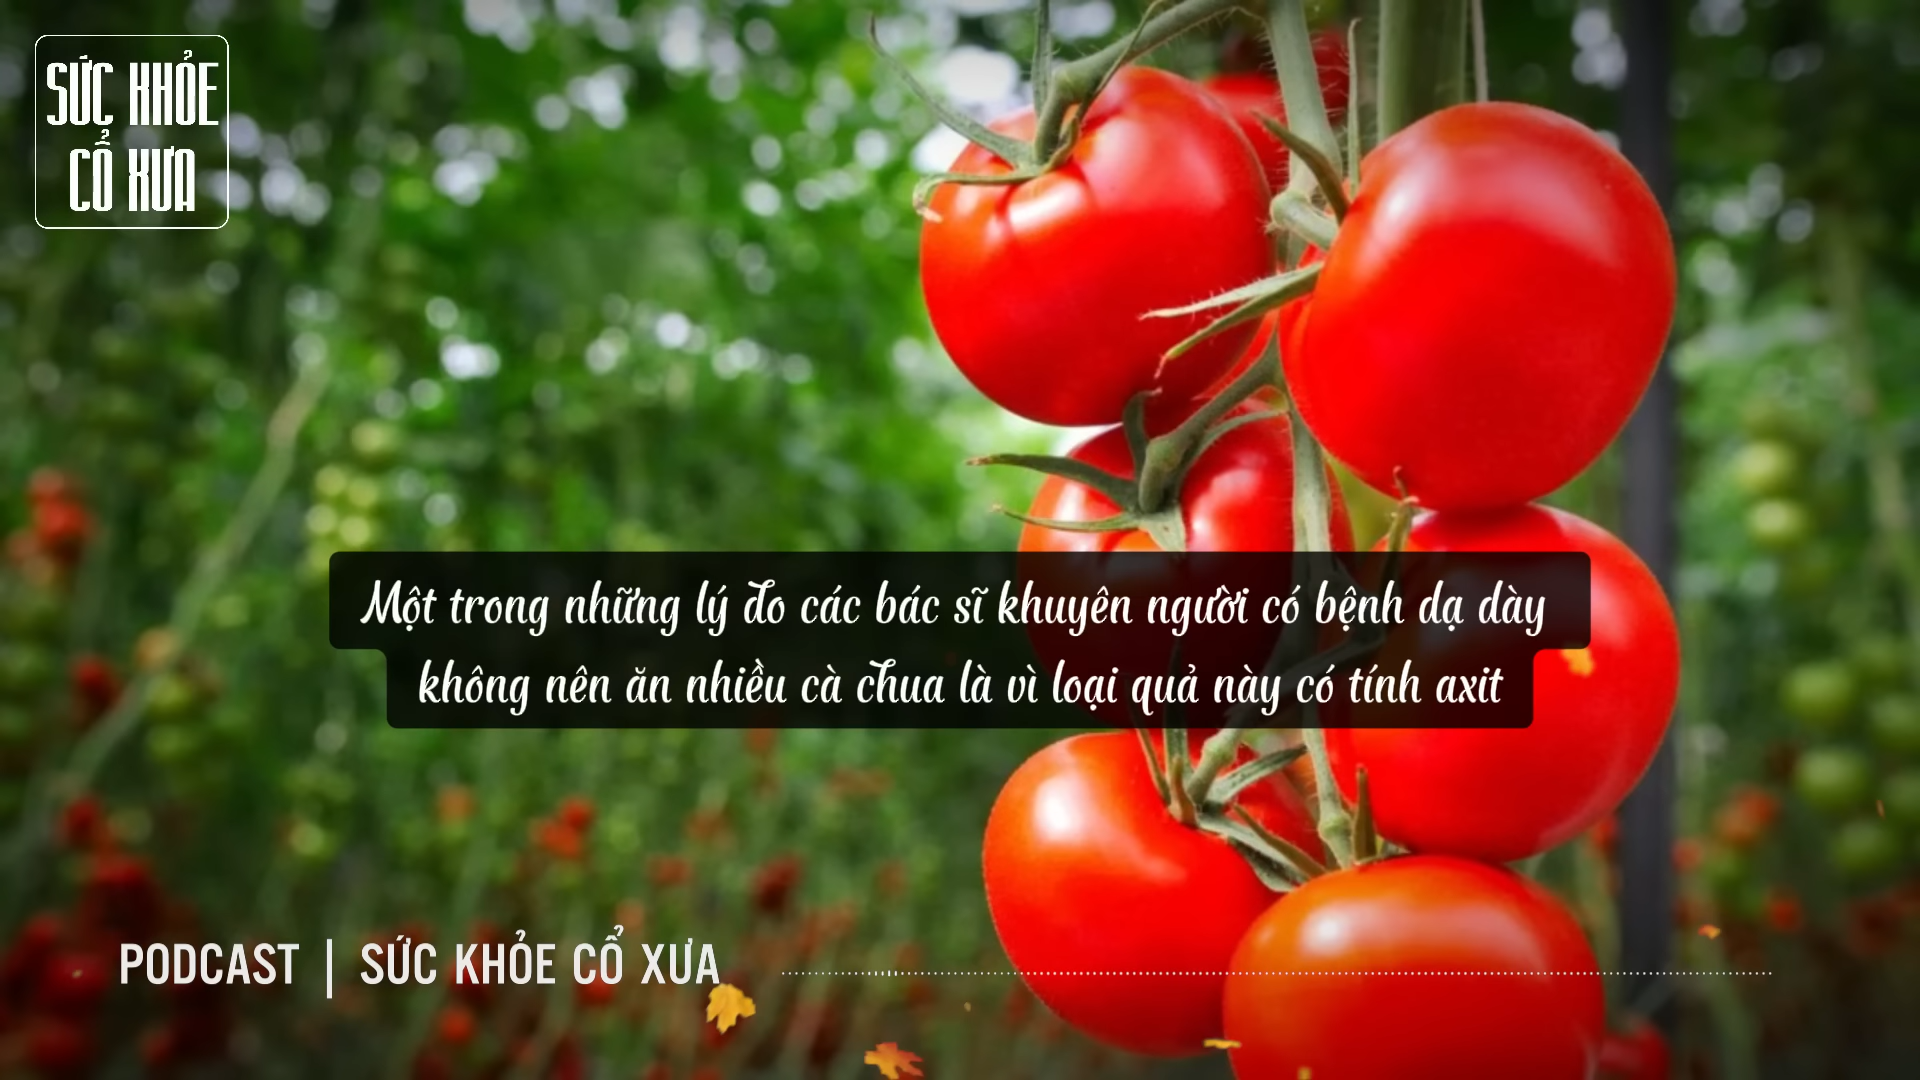 SỨC KHỎE
CỔ XƯA
Một trong những lý do các bác sĩ khuyên người có bệnh dạ dày
không nên ăn nhiều cà chua là vì loại quả này có tính axit
PODCAST | SỨC KHỎE CỔ XƯA